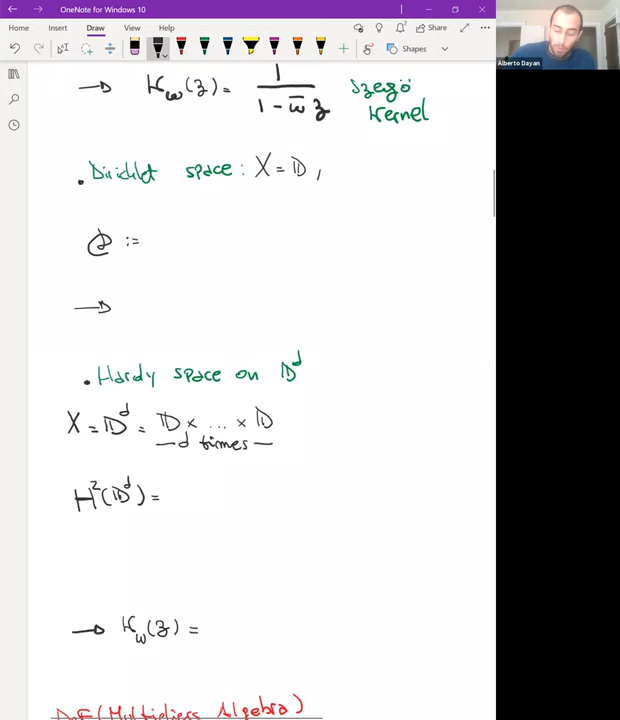 OneNote for Windows 10
Home Insert Draw View Help Share
Shapes
Alberto Dayan
→ K_w(z) = 1 / (1 - w̅ z) Szegö
Kernel
. Dirichlet space: X = 𝔻,
𝒟 :=
→
. Hardy space on 𝔻^d
X = 𝔻^d = 𝔻 × ... × 𝔻
— d times —
H²(𝔻^d) =
→ K_w(z) =
Def (Multipliers Algebra)